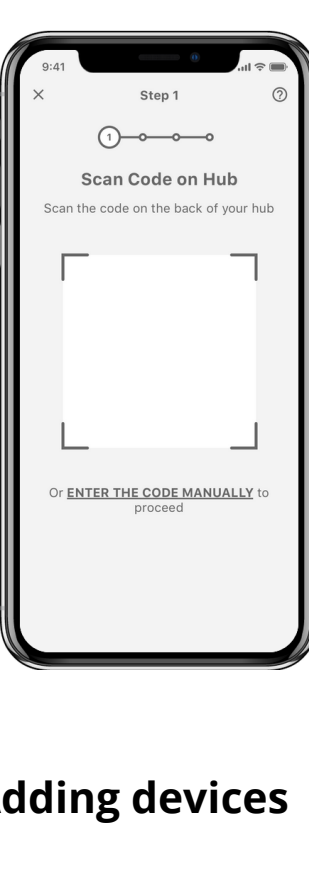 9:41
Step 1
1
Scan Code on Hub
Scan the code on the back of your hub
Or ENTER THE CODE MANUALLY to
proceed
dding devices